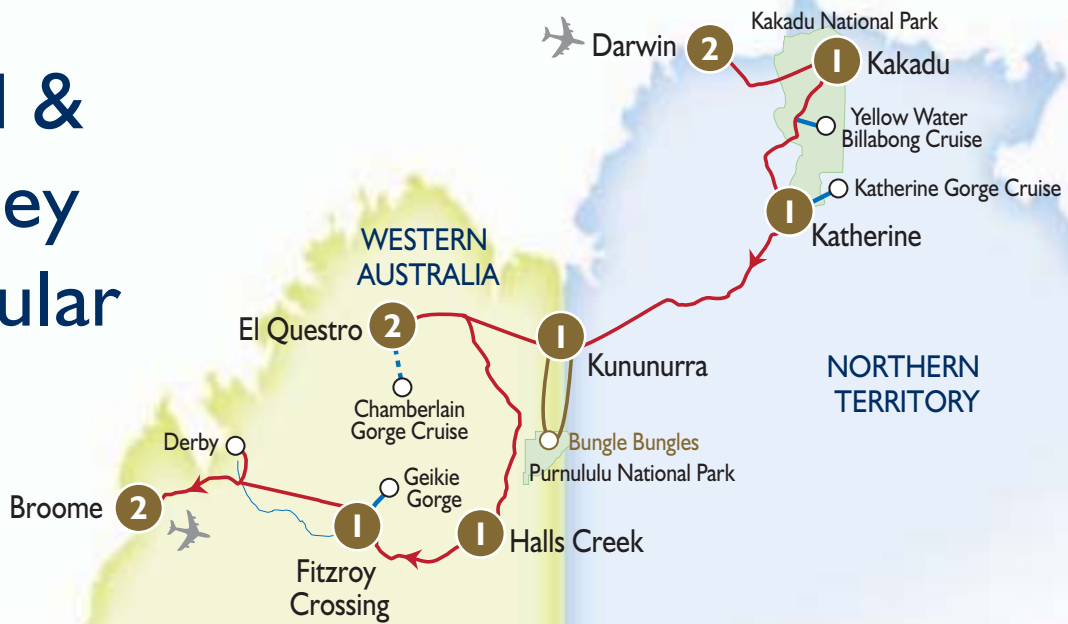 &
Kakadu National Park
Darwin
2
1
Kakadu
Yellow Water
Billabong Cruise
Katherine Gorge Cruise
1
Katherine
WESTERN
AUSTRALIA
El Questro
2
1
Kununurra
NORTHERN
TERRITORY
Chamberlain
Gorge Cruise
Bungle Bungles
Purnululu National Park
Derby
Geikie
Gorge
Broome
2
1
1
Halls Creek
Fitzroy
Crossing
ey
ular